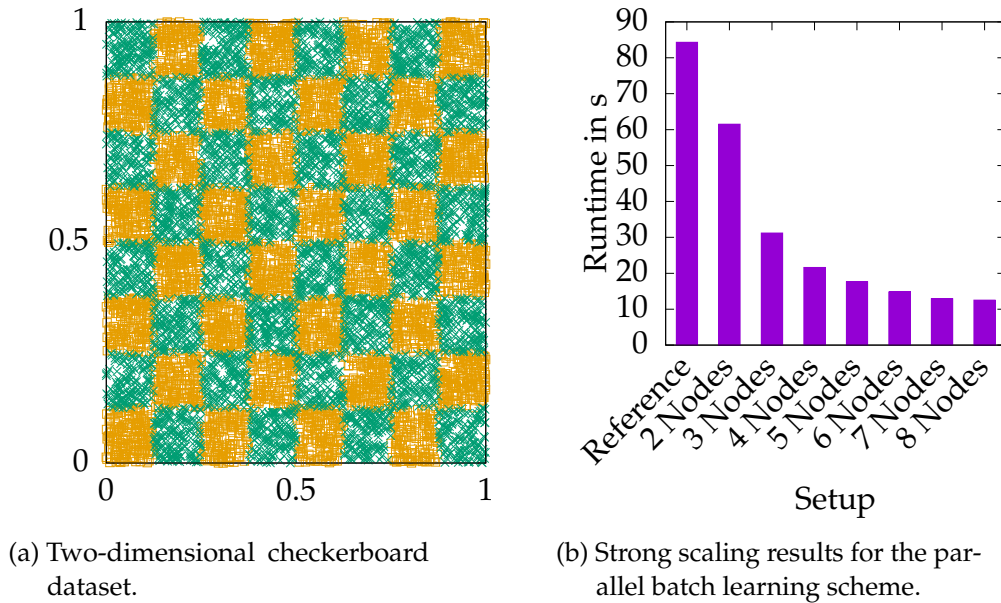 1
0.5
0
0
0.5
1
(a) Two-dimensional checkerboard
dataset.
90
80
70
60
50
40
30
20
10
0
Runtime in s
Reference
2 Nodes
3 Nodes
4 Nodes
5 Nodes
6 Nodes
7 Nodes
8 Nodes
Setup
(b) Strong scaling results for the par-
allel batch learning scheme.